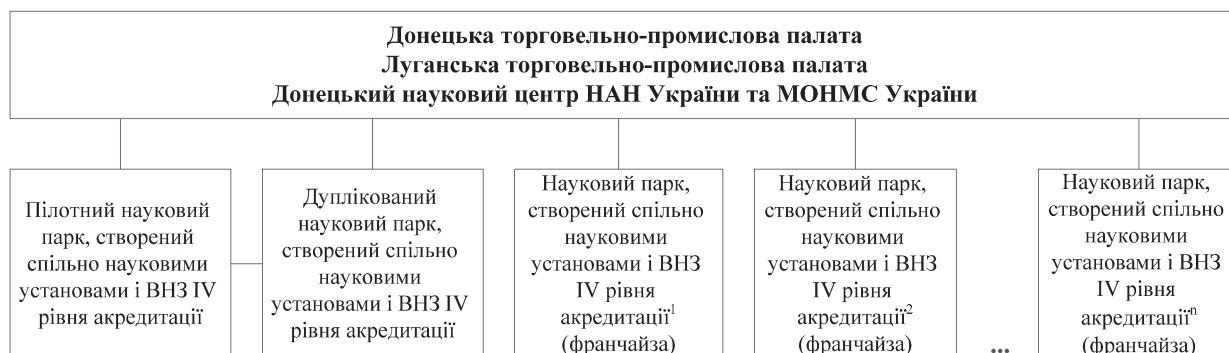 Донецька торговельно-промислова палата
Луганська торговельно-промислова палата
Донецький науковий центр НАН України та МОНМС України
Пілотний науковий
парк, створений
спільно науковими
установами і ВНЗ IV
рівня акредитації
Дуплікований
науковий парк,
створений спільно
науковими
установами і ВНЗ IV
рівня акредитації
Науковий парк,
створений спільно
науковими
установами і ВНЗ
IV рівня
акредитації¹
(франчайза)
Науковий парк,
створений спільно
науковими
установами і ВНЗ
IV рівня
акредитації²
(франчайза)
...
Науковий парк,
створений спільно
науковими
установами і ВНЗ
IV рівня
акредитаціїⁿ
(франчайза)